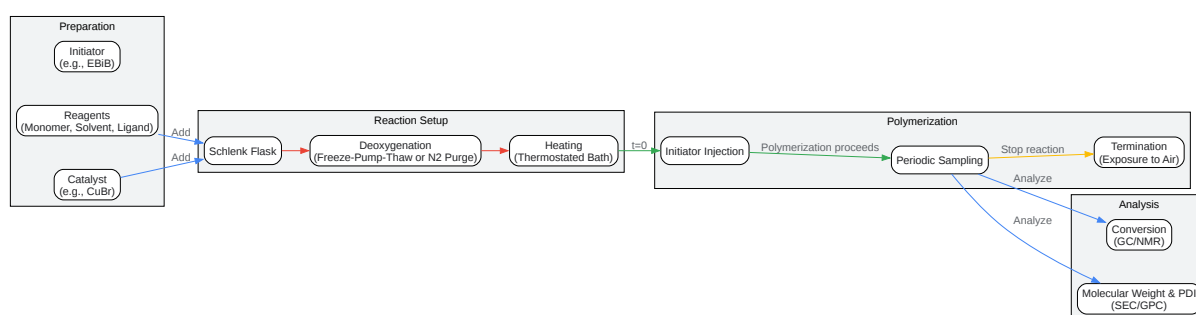 Preparation
Initiator
(e.g., EBiB)
Reagents
(Monomer, Solvent, Ligand)
Catalyst
(e.g., CuBr)
Add
Add
Reaction Setup
Schlenk Flask
Deoxygenation
(Freeze-Pump-Thaw or N2 Purge)
Heating
(Thermostated Bath)
t=0
Polymerization
Initiator Injection
Polymerization proceeds
Periodic Sampling
Stop reaction
Termination
(Exposure to Air)
Analyze
Analyze
Analysis
Conversion
(GC/NMR)
Molecular Weight & PDI
(SEC/GPC)